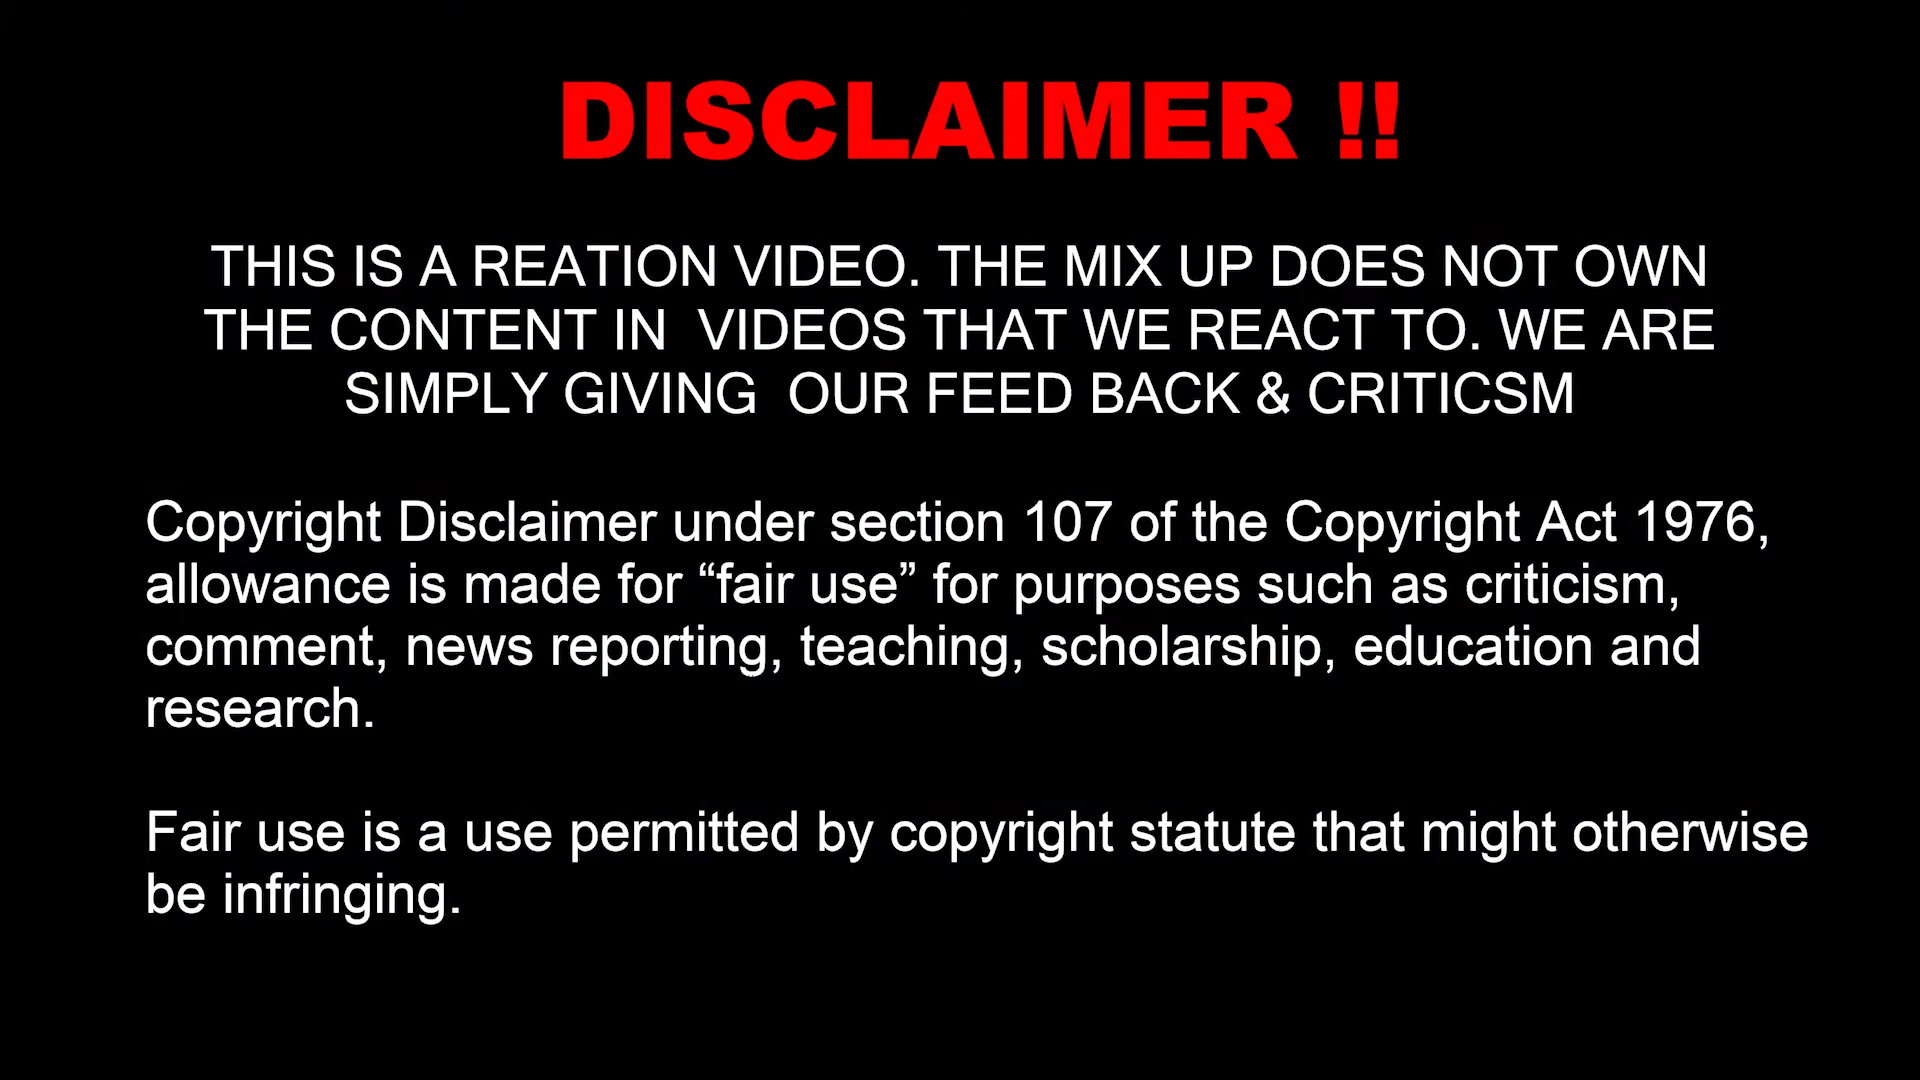 DISCLAIMER !!
THIS IS A REATION VIDEO. THE MIX UP DOES NOT OWN
THE CONTENT IN  VIDEOS THAT WE REACT TO. WE ARE
SIMPLY GIVING  OUR FEED BACK & CRITICSM
Copyright Disclaimer under section 107 of the Copyright Act 1976,
allowance is made for “fair use” for purposes such as criticism,
comment, news reporting, teaching, scholarship, education and
research.
Fair use is a use permitted by copyright statute that might otherwise
be infringing.